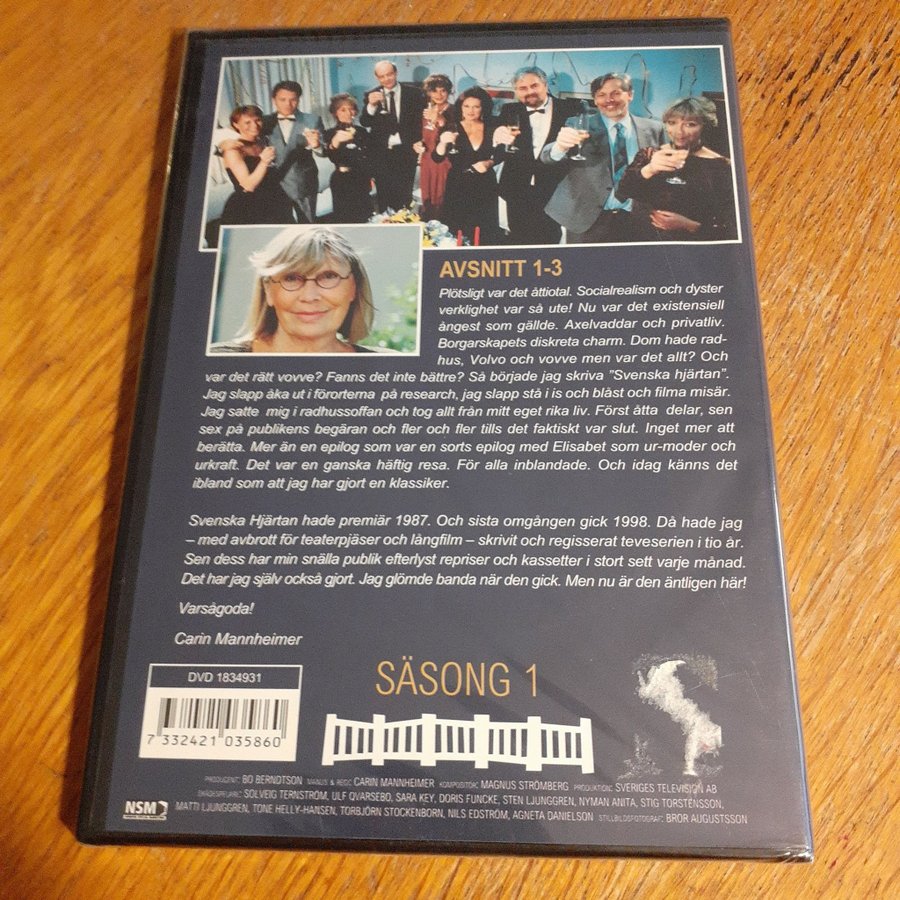 AVSNITT 1-3
Plötsligt var det åttiotal. Socialrealism och dyster
verklighet var så ute! Nu var det existensiell
ångest som gällde. Axelvaddar och privatliv.
Borgarskapets diskreta charm. Dom hade rad-
hus, Volvo och vovve men var det allt? Och
var det rätt vovve? Fanns det inte bättre? Så började jag skriva "Svenska hjärtan".
Jag slapp åka ut i förorterna på research, jag slapp stå i is och blåst och filma misär.
Jag satte mig i radhussoffan och tog allt från mitt eget rika liv. Först åtta delar, sen
sex på publikens begäran och fler och fler tills det faktiskt var slut. Inget mer att
berätta. Mer än en epilog som var en sorts epilog med Elisabet som ur-moder och
urkraft. Det var en ganska häftig resa. För alla inblandade. Och idag känns det
ibland som att jag har gjort en klassiker.
Svenska Hjärtan hade premiär 1987. Och sista omgången gick 1998. Då hade jag
– med avbrott för teaterpjäser och långfilm – skrivit och regisserat teveserien i tio år.
Sen dess har min snälla publik efterlyst repriser och kassetter i stort sett varje månad.
Det har jag själv också gjort. Jag glömde banda när den gick. Men nu är den äntligen här!
Varsågoda!
Carin Mannheimer
DVD 1834931
7 332421 035860
SÄSONG 1
PRODUCENT: BO BERNDTSON MANUS & REGI: CARIN MANNHEIMER KOMPOSITÖR: MAGNUS STRÖMBERG PRODUKTION: SVERIGES TELEVISION AB
SKÅDESPELARE: SOLVEIG TERNSTRÖM, ULF QVARSEBO, SARA KEY, DORIS FUNCKE, STEN LJUNGGREN, NYMAN ANITA, STIG TORSTENSSON,
MATTI LJUNGGREN, TONE HELLY-HANSEN, TORBJÖRN STOCKENBORN, NILS EDSTRÖM, AGNETA DANIELSON STILLBILDSFOTOGRAF: BROR AUGUSTSSON
NSM